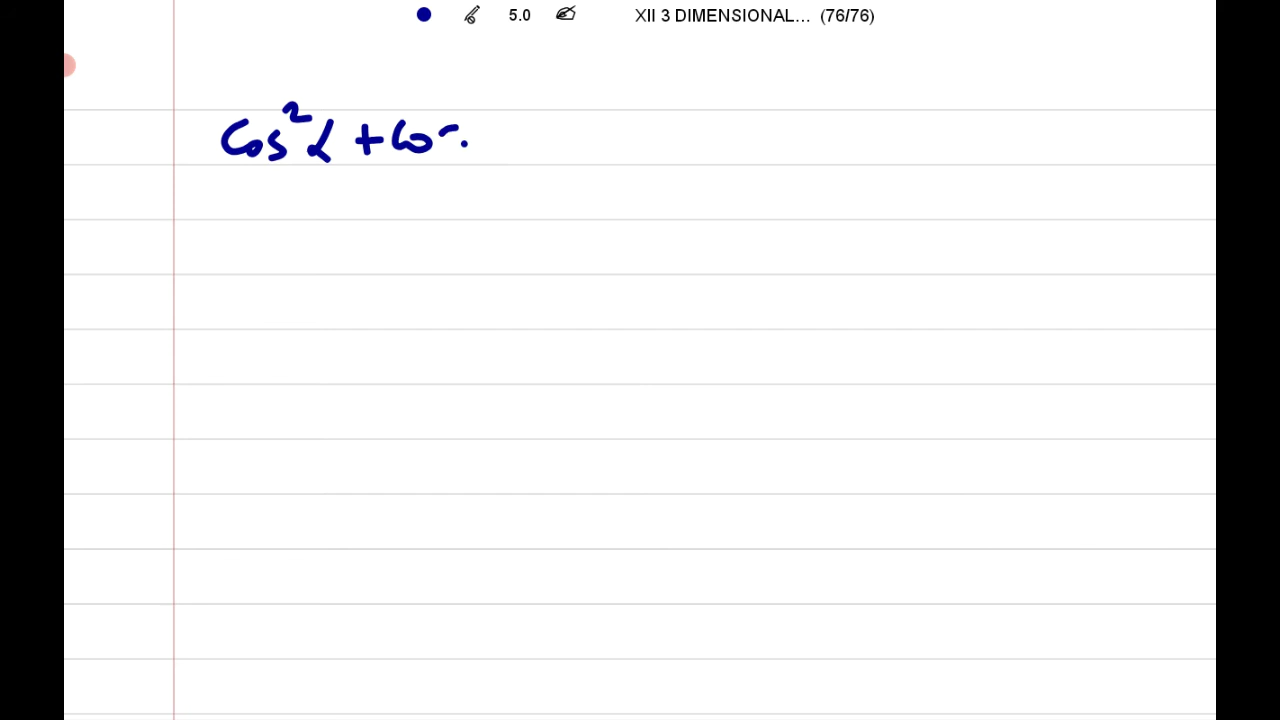 5.0 XII 3 DIMENSIONAL... (76/76)
Cos²α + Co